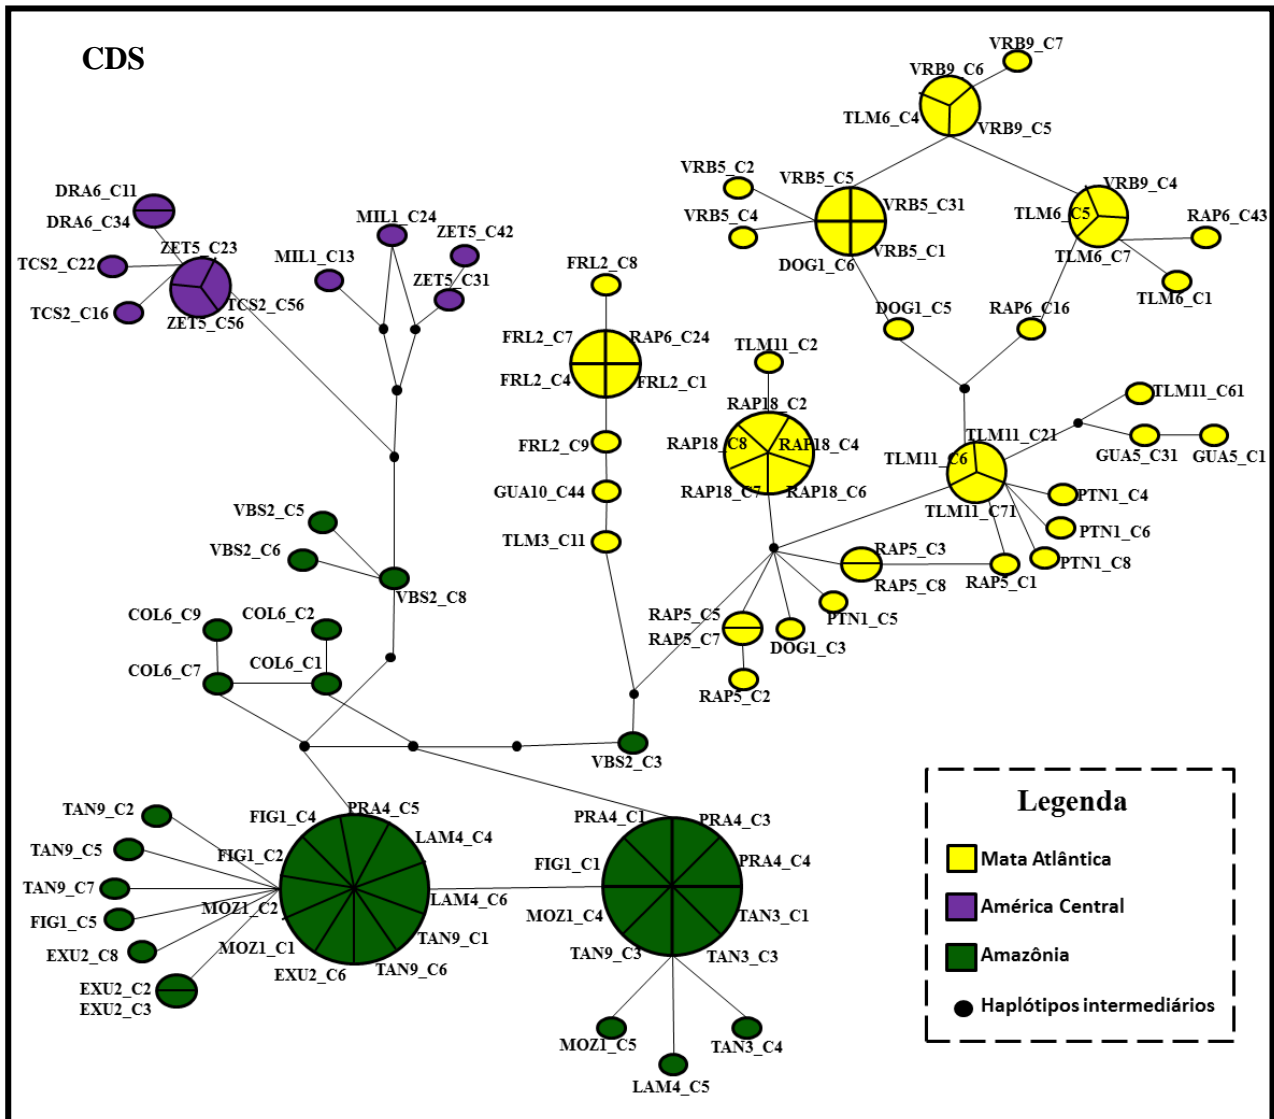 CDS
VRB9_C7
VRB9_C6
TLM6_C4
VRB9_C5
VRB5_C2
VRB5_C5
VRB9_C4
DRA6_C11
VRB5_C31
TLM6_C5
RAP6_C43
DRA6_C34
MIL1_C24
VRB5_C4
ZET5_C42
ZET5_C23
VRB5_C1
TLM6_C7
MIL1_C13
TCS2_C22
FRL2_C8
DOG1_C6
ZET5_C31
TLM6_C1
TCS2_C56
TCS2_C16
DOG1_C5
RAP6_C16
ZET5_C56
FRL2_C7
RAP6_C24
TLM11_C2
FRL2_C4
FRL2_C1
TLM11_C61
RAP18_C2
TLM11_C21
RAP18_C8
RAP18_C4
FRL2_C9
TLM11_C6
GUA5_C31
GUA5_C1
GUA10_C44
RAP18_C7
RAP18_C6
PTN1_C4
TLM11_C71
VBS2_C5
PTN1_C6
TLM3_C11
VBS2_C6
RAP5_C3
PTN1_C8
RAP5_C8
RAP5_C1
VBS2_C8
COL6_C9
COL6_C2
RAP5_C5
PTN1_C5
RAP5_C7
DOG1_C3
COL6_C7
COL6_C1
RAP5_C2
VBS2_C3
TAN9_C2
FIG1_C4
PRA4_C5
PRA4_C1
PRA4_C3
LAM4_C4
TAN9_C5
FIG1_C2
FIG1_C1
PRA4_C4
TAN9_C7
LAM4_C6
MOZ1_C2
MOZ1_C4
TAN3_C1
FIG1_C5
TAN9_C1
MOZ1_C1
EXU2_C8
TAN9_C3
TAN3_C3
EXU2_C6
TAN9_C6
EXU2_C2
EXU2_C3
MOZ1_C5
TAN3_C4
LAM4_C5
Legenda
Mata Atlântica
América Central
Amazônia
Haplótipos intermediários